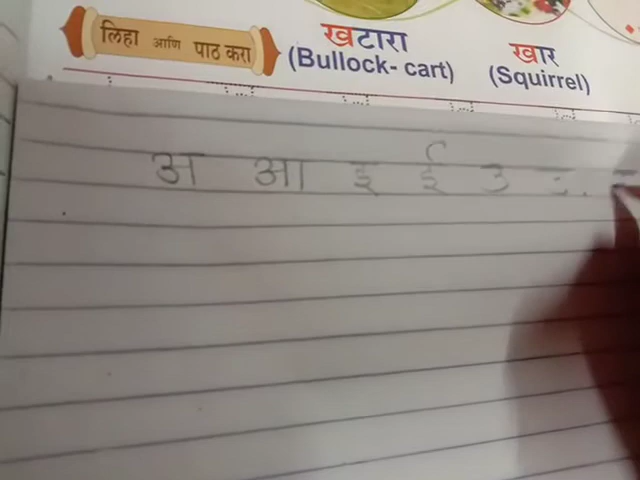 लिहा आणि पाठ करा
खटारा
(Bullock- cart)
खार
(Squirrel)
अ आ इ ई उ